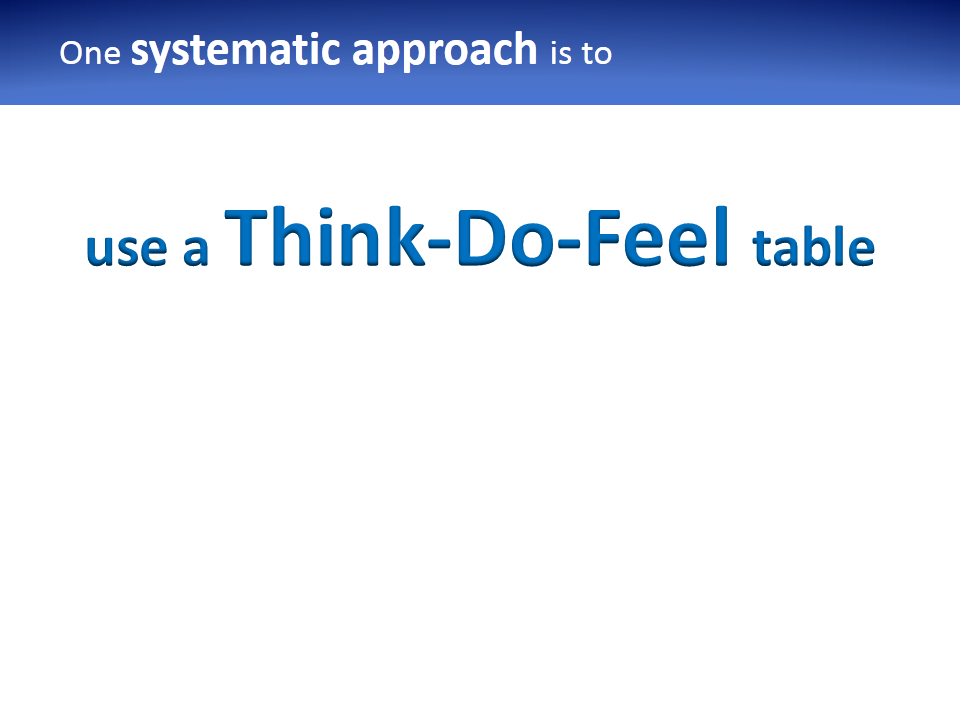 One systematic approach is to
use a Think-Do-Feel table